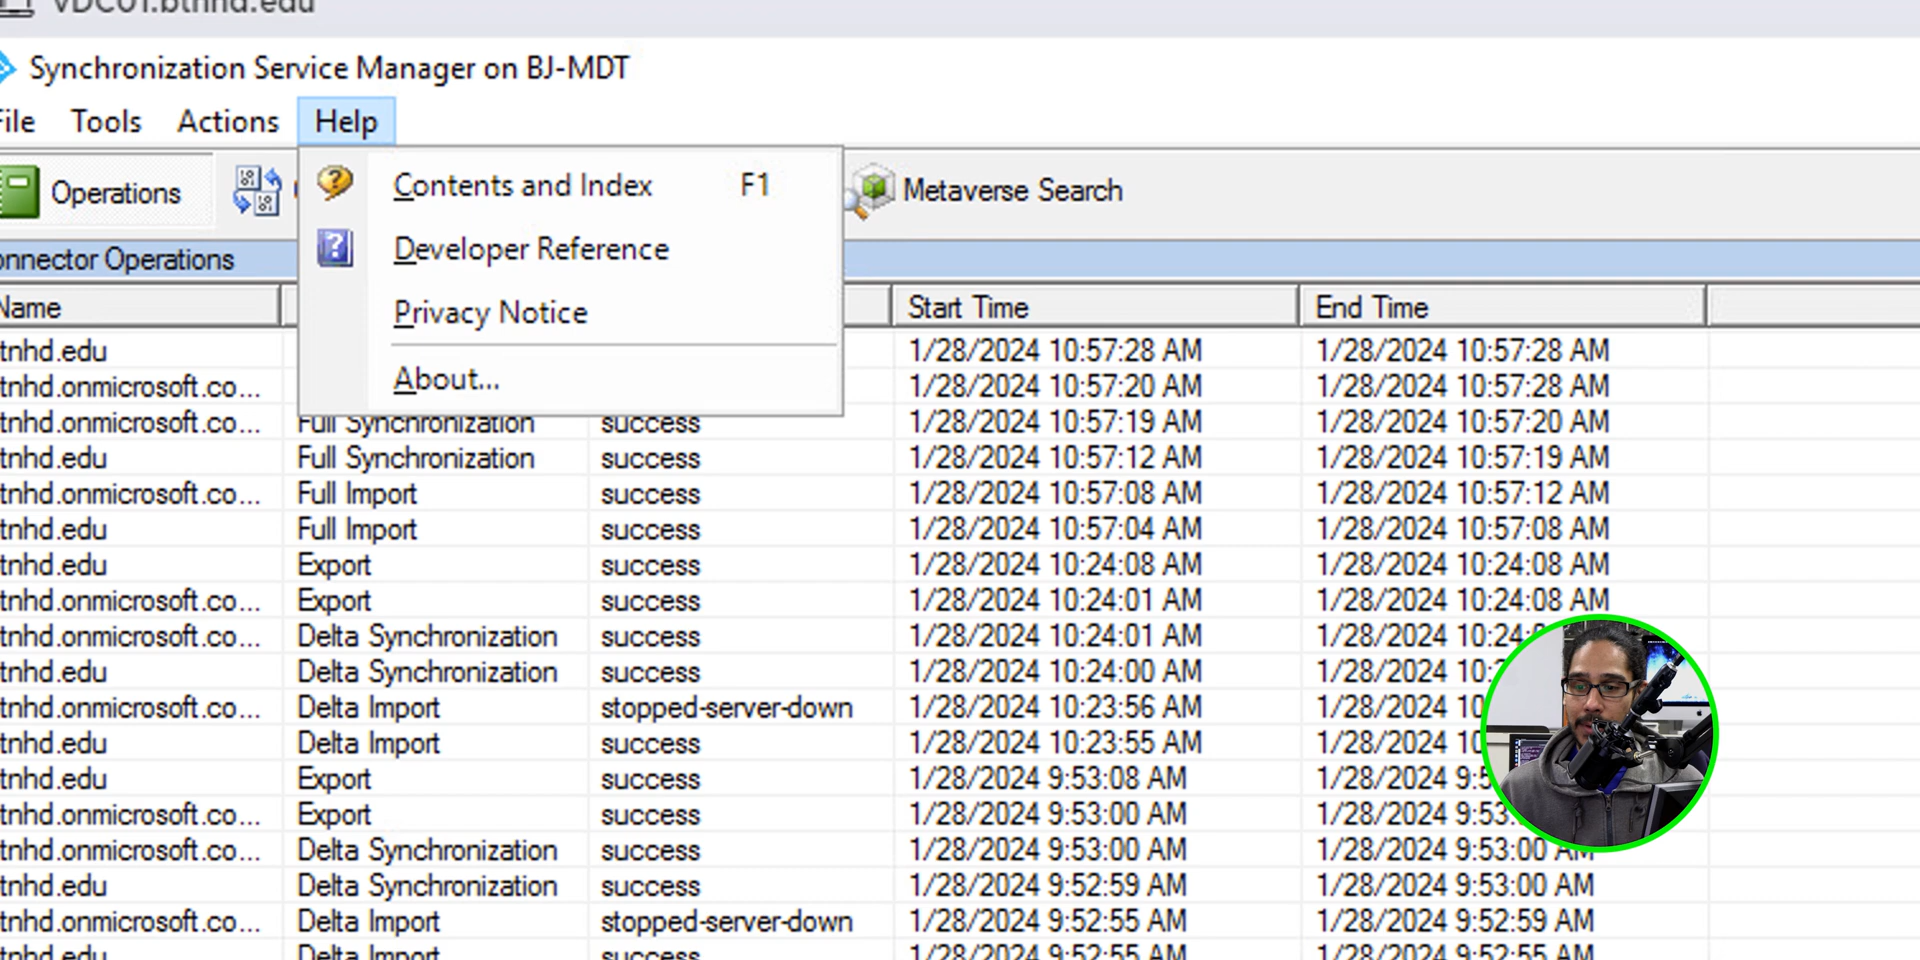 vDC01.btnhd.edu
Synchronization Service Manager on BJ-MDT
File Tools Actions Help
Contents and Index F1
Developer Reference
Privacy Notice
About...
Operations
Metaverse Search
onnector Operations
Name Start Time End Time
tnhd.edu 1/28/2024 10:57:28 AM 1/28/2024 10:57:28 AM
tnhd.onmicrosoft.co... 1/28/2024 10:57:20 AM 1/28/2024 10:57:28 AM
tnhd.onmicrosoft.co... Full Synchronization success 1/28/2024 10:57:19 AM 1/28/2024 10:57:20 AM
tnhd.edu Full Synchronization success 1/28/2024 10:57:12 AM 1/28/2024 10:57:19 AM
tnhd.onmicrosoft.co... Full Import success 1/28/2024 10:57:08 AM 1/28/2024 10:57:12 AM
tnhd.edu Full Import success 1/28/2024 10:57:04 AM 1/28/2024 10:57:08 AM
tnhd.edu Export success 1/28/2024 10:24:08 AM 1/28/2024 10:24:08 AM
tnhd.onmicrosoft.co... Export success 1/28/2024 10:24:01 AM 1/28/2024 10:24:08 AM
tnhd.onmicrosoft.co... Delta Synchronization success 1/28/2024 10:24:01 AM 1/28/2024 10:24:
tnhd.edu Delta Synchronization success 1/28/2024 10:24:00 AM 1/28/2024 10:2
tnhd.onmicrosoft.co... Delta Import stopped-server-down 1/28/2024 10:23:56 AM 1/28/2024 10
tnhd.edu Delta Import success 1/28/2024 10:23:55 AM 1/28/2024 10
tnhd.edu Export success 1/28/2024 9:53:08 AM 1/28/2024 9:5
tnhd.onmicrosoft.co... Export success 1/28/2024 9:53:00 AM 1/28/2024 9:53:
tnhd.onmicrosoft.co... Delta Synchronization success 1/28/2024 9:53:00 AM 1/28/2024 9:53:00 AM
tnhd.edu Delta Synchronization success 1/28/2024 9:52:59 AM 1/28/2024 9:53:00 AM
tnhd.onmicrosoft.co... Delta Import stopped-server-down 1/28/2024 9:52:55 AM 1/28/2024 9:52:59 AM
tnhd.edu Delta Import success 1/28/2024 9:52:55 AM 1/28/2024 9:52:55 AM